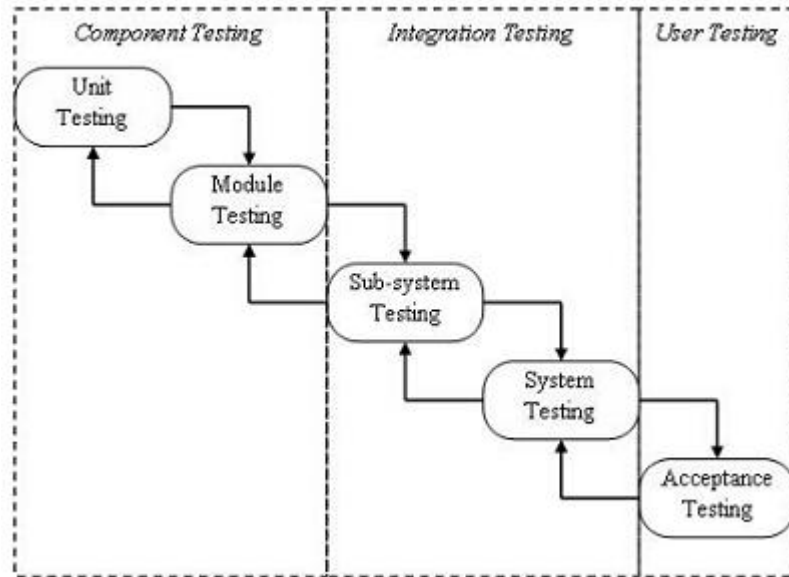 Component Testing
Integration Testing
User Testing
Unit
Testing
Module
Testing
Sub-system
Testing
System
Testing
Acceptance
Testing